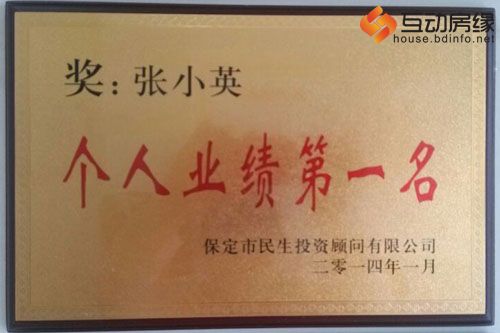 互动房缘
house.bdinfo.net
奖：张小英
个人业绩第一名
保定市民生投资顾问有限公司
二零一四年一月